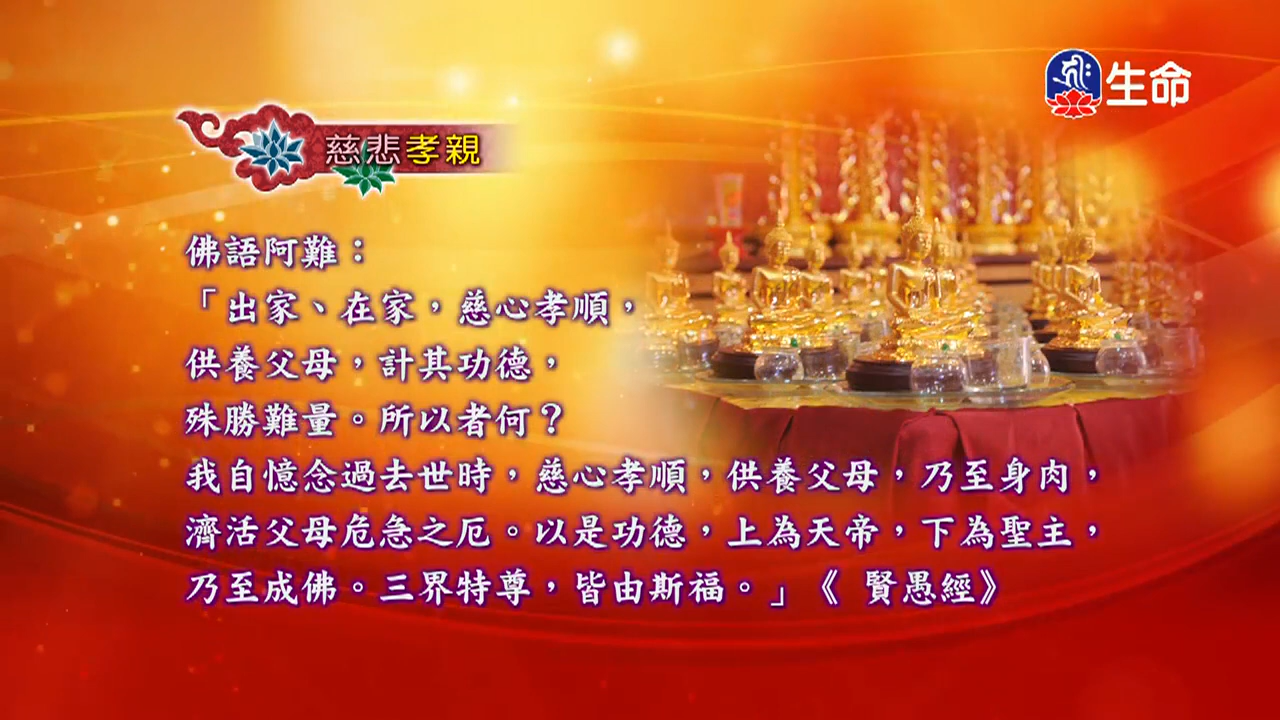 生命
慈悲孝親
佛語阿難：
「出家、在家，慈心孝順，
供養父母，計其功德，
殊勝難量。所以者何？
我自憶念過去世時，慈心孝順，供養父母，乃至身肉，
濟活父母危急之厄。以是功德，上為天帝，下為聖主，
乃至成佛。三界特尊，皆由斯福。」《 賢愚經》